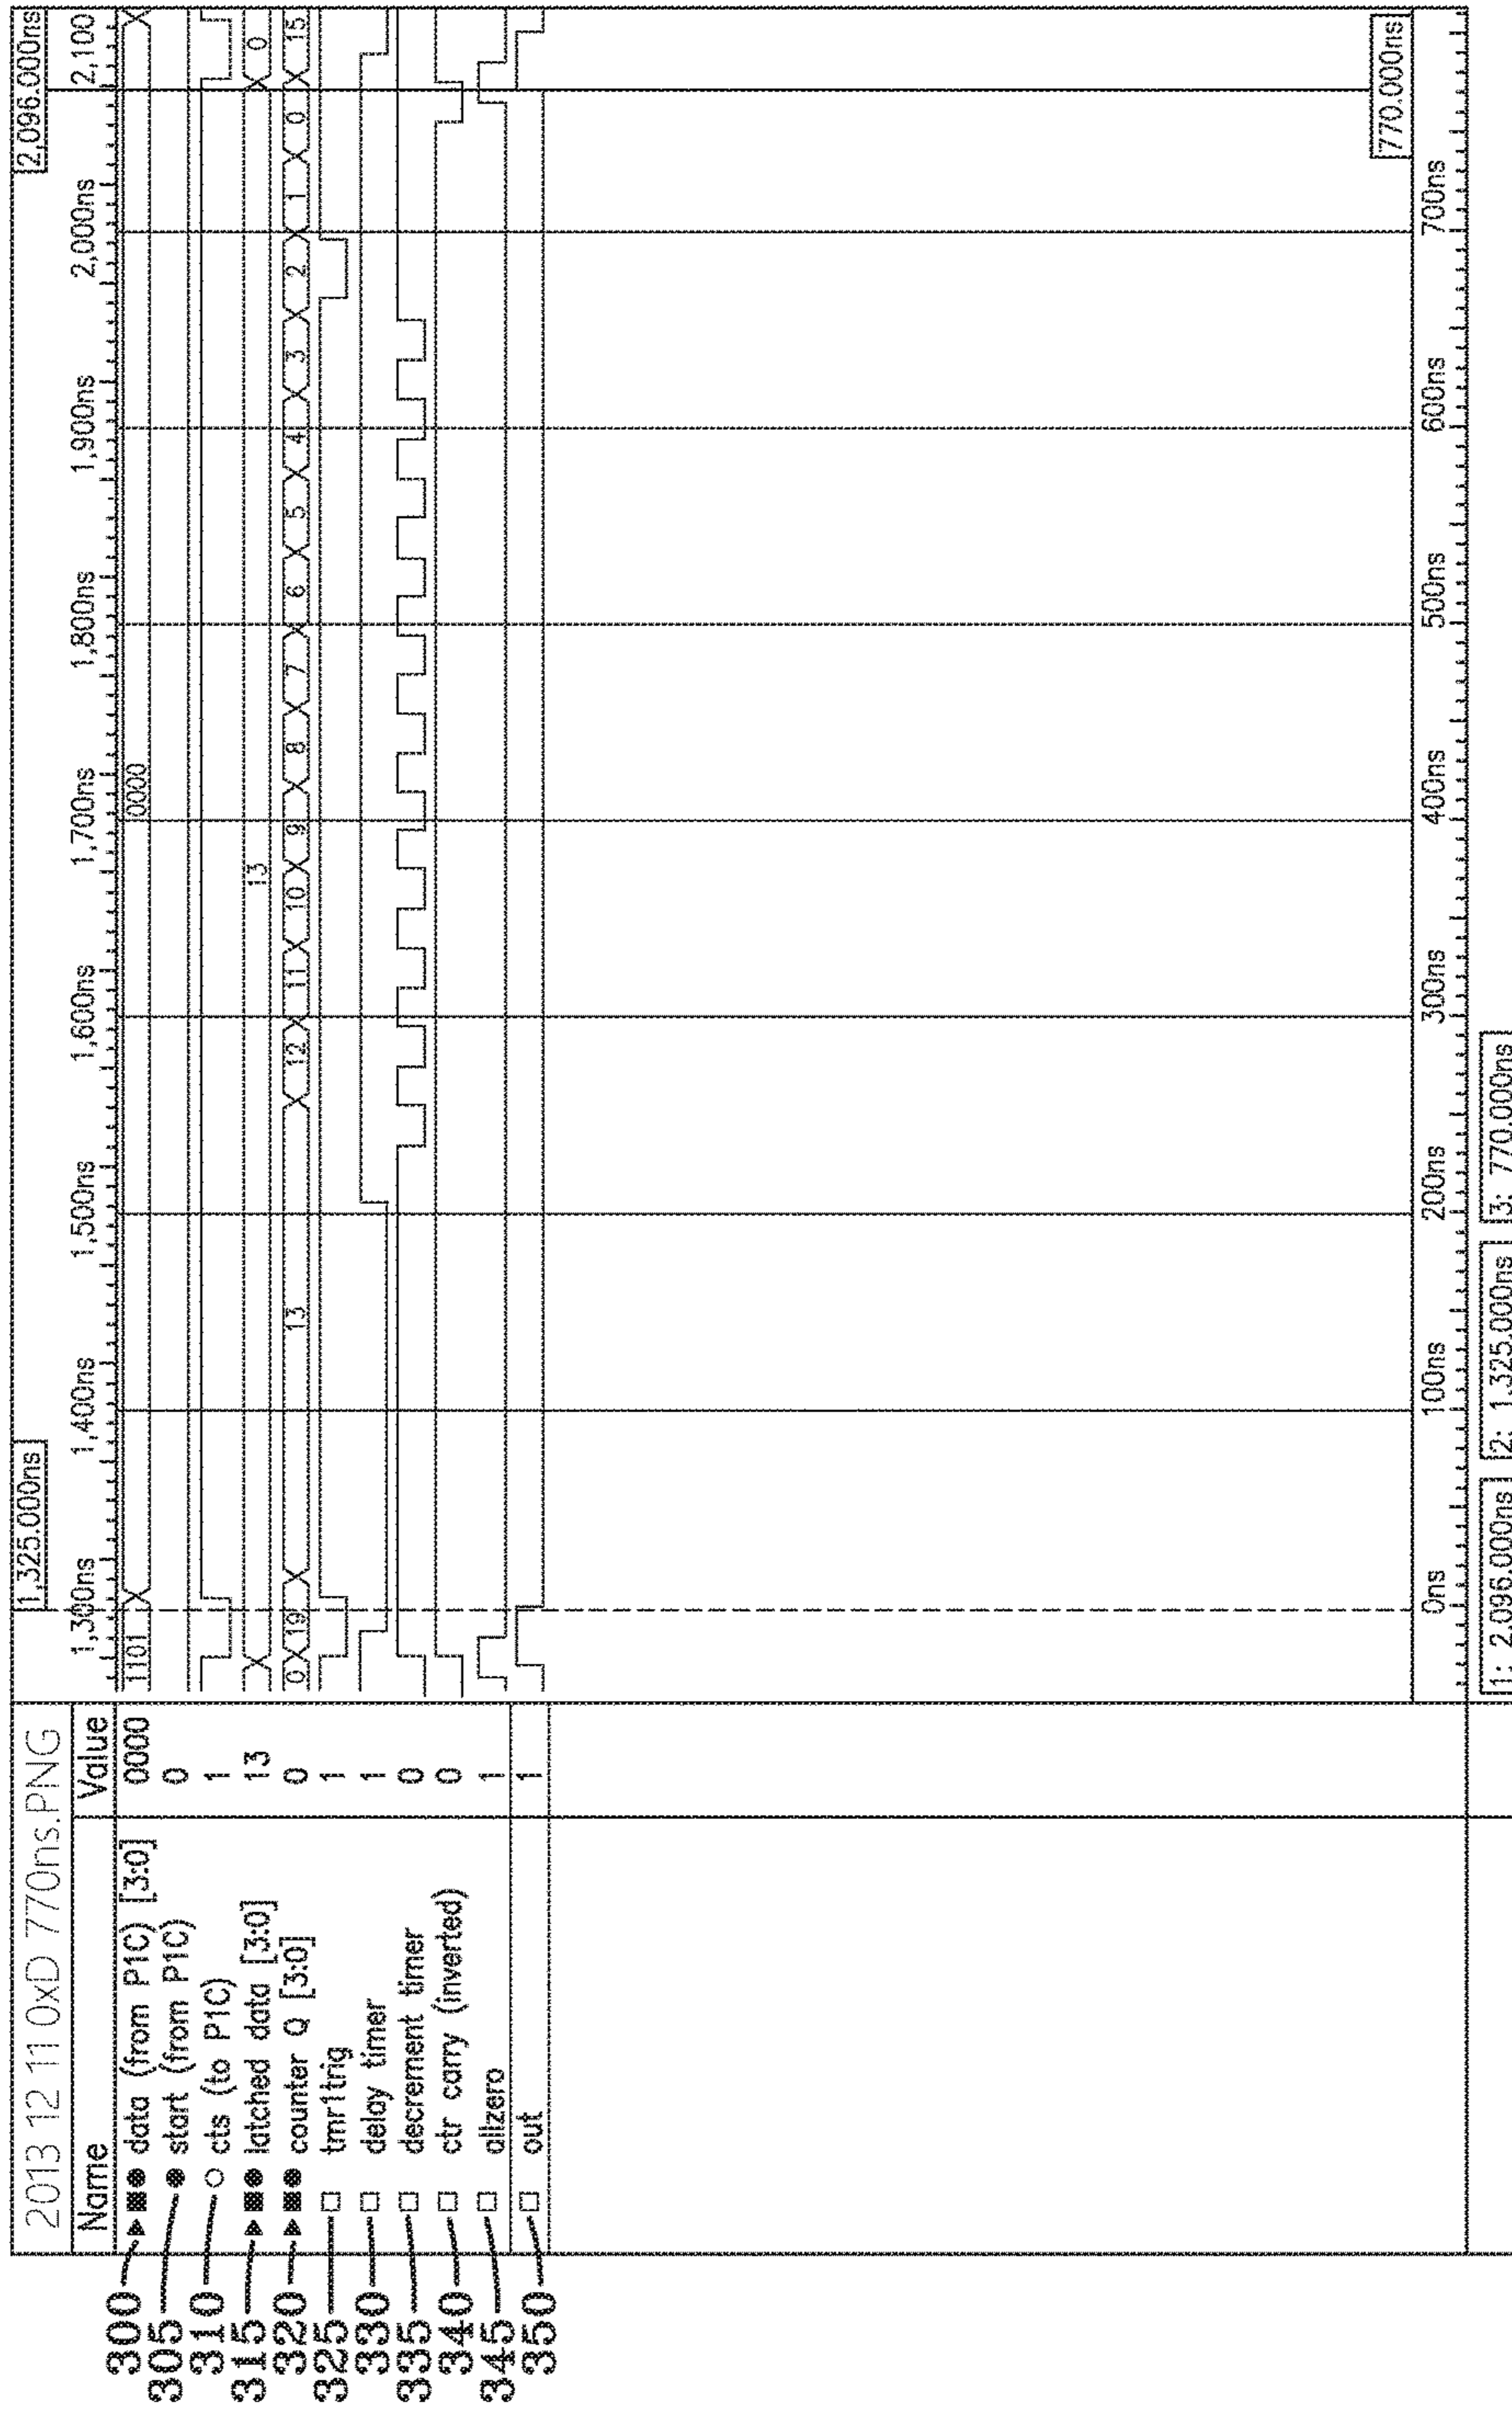 2013 12 11 0xD 770ns.PNG
1,325.000ns
2,096.000ns
Name
Value
1,300ns
1,400ns
1,500ns
1,600ns
1,700ns
1,800ns
1,900ns
2,000ns
2,100
300
data (from P1C) [3:0]
0000
1101
0000
305
start (from P1C)
0
310
cts (to P1C)
1
315
latched data [3:0]
13
13
0
320
counter Q [3:0]
0
0 19 13 12 11 10 9 8 7 6 5 4 3 2 1 0 15
325
tmr1trig
1
330
delay timer
1
335
decrement timer
0
340
ctr carry (inverted)
0
345
allzero
1
350
out
1
770.000ns
0ns
100ns
200ns
300ns
400ns
500ns
600ns
700ns
1: 2,096.000ns
2: 1,325.000ns
3: 770.000ns